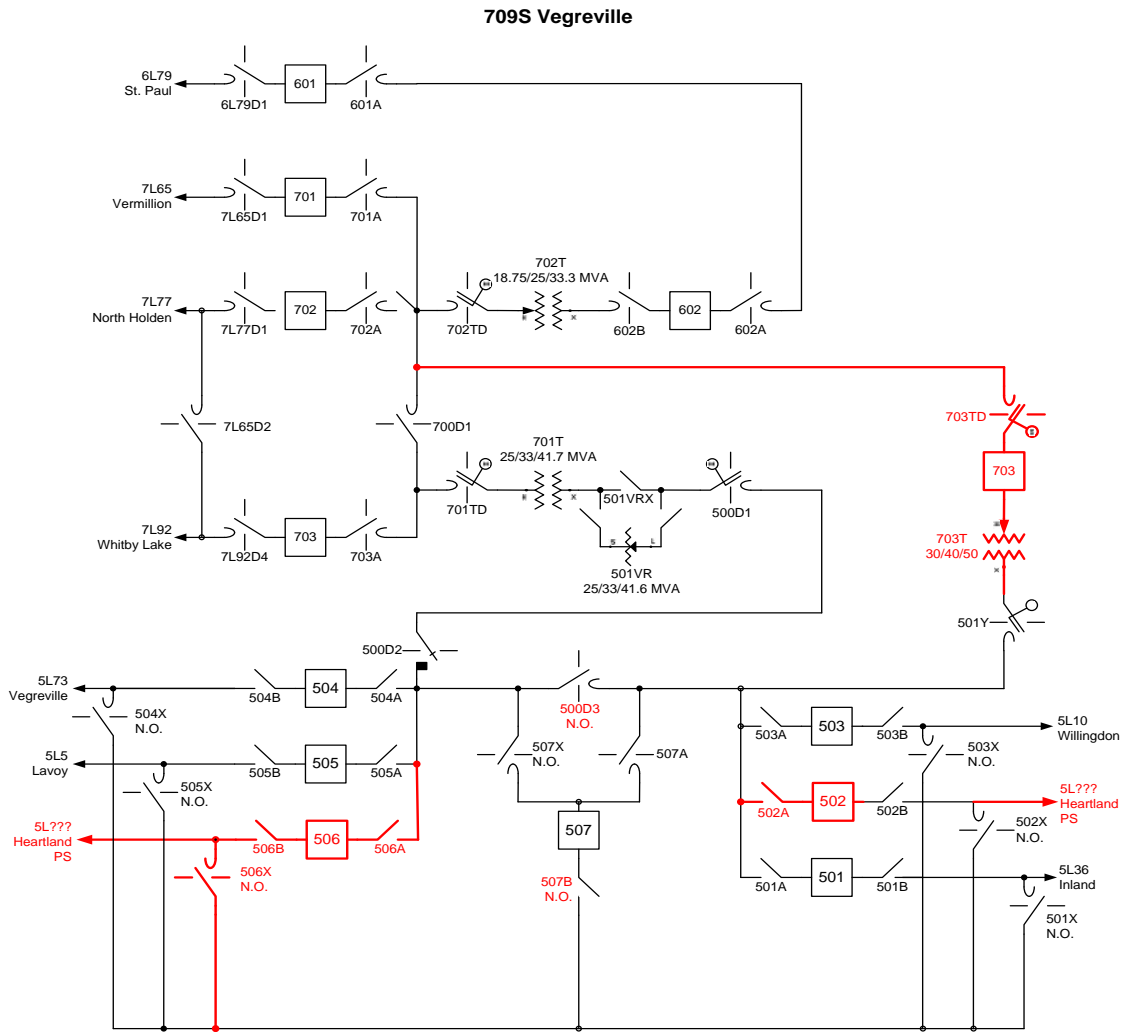 709S Vegreville
6L79
St. Paul
6L79D1
601
601A
7L65
Vermillion
7L65D1
701
701A
7L77
North Holden
7L77D1
702
702A
702TD
702T
18.75/25/33.3 MVA
602B
602
602A
7L65D2
700D1
703TD
703
703T
30/40/50
701T
25/33/41.7 MVA
701TD
501VRX
500D1
S
L
501VR
25/33/41.6 MVA
7L92
Whitby Lake
7L92D4
703
703A
501Y
500D2
5L73
Vegreville
504B
504
504A
504X
N.O.
500D3
N.O.
5L5
Lavoy
505B
505
505A
505X
N.O.
507X
N.O.
507A
503A
503
503B
503X
N.O.
5L10
Willingdon
5L???
Heartland
PS
506B
506
506A
506X
N.O.
507
507B
N.O.
502A
502
502B
502X
N.O.
5L???
Heartland
PS
501A
501
501B
501X
N.O.
5L36
Inland